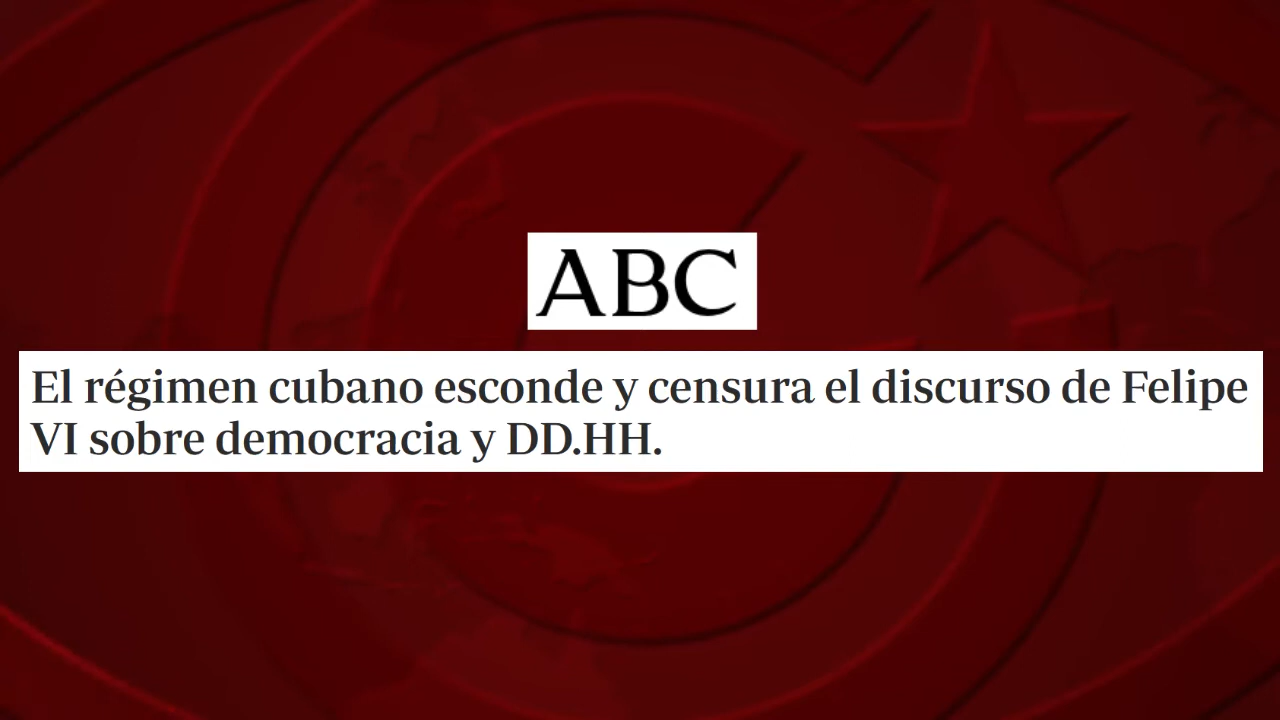 ABC
El régimen cubano esconde y censura el discurso de Felipe
VI sobre democracia y DD.HH.